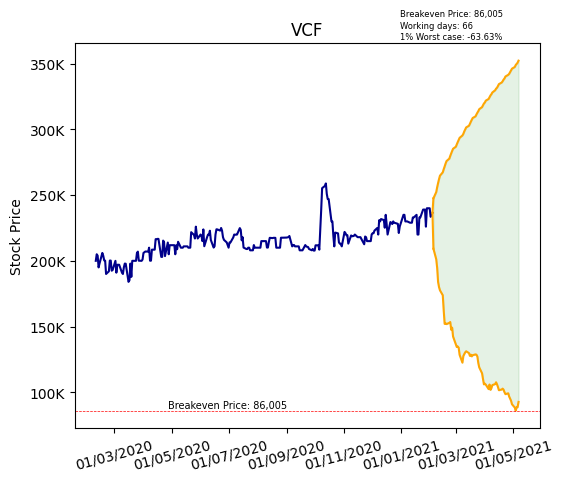 Breakeven Price: 86,005
Working days: 66
1% Worst case: -63.63%
VCF
Stock Price
350K
300K
250K
200K
150K
100K
Breakeven Price: 86,005
01/03/2020
01/05/2020
01/07/2020
01/09/2020
01/11/2020
01/01/2021
01/03/2021
01/05/2021